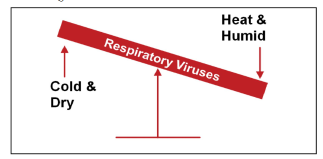 Heat &
Humid
Respiratory Viruses
Cold &
Dry